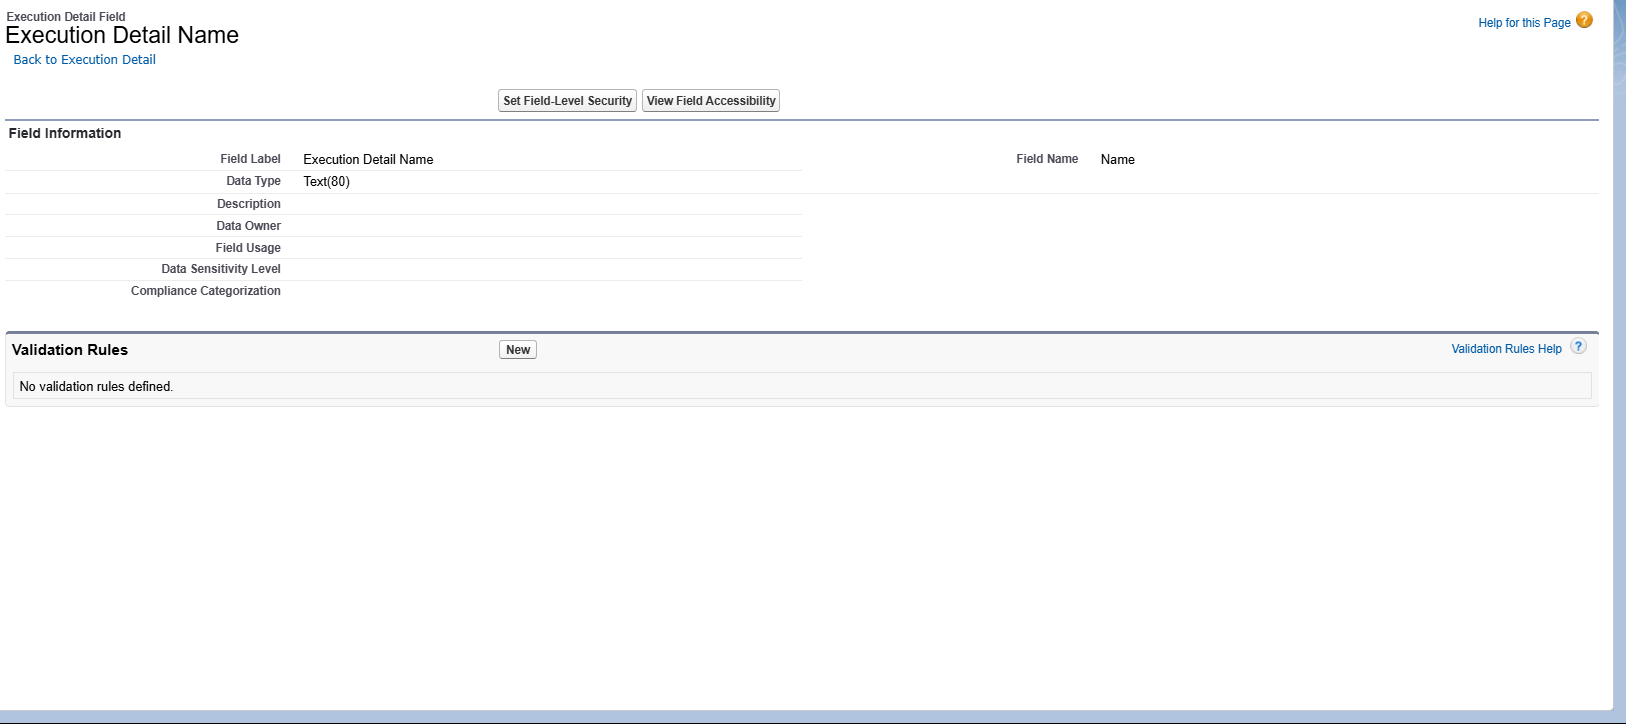 Execution Detail Field
Execution Detail Name
Help for this Page ?
Back to Execution Detail
Set Field-Level Security View Field Accessibility
Field Information
Field Label Execution Detail Name Field Name Name
Data Type Text(80)
Description
Data Owner
Field Usage
Data Sensitivity Level
Compliance Categorization
Validation Rules New Validation Rules Help ?
No validation rules defined.